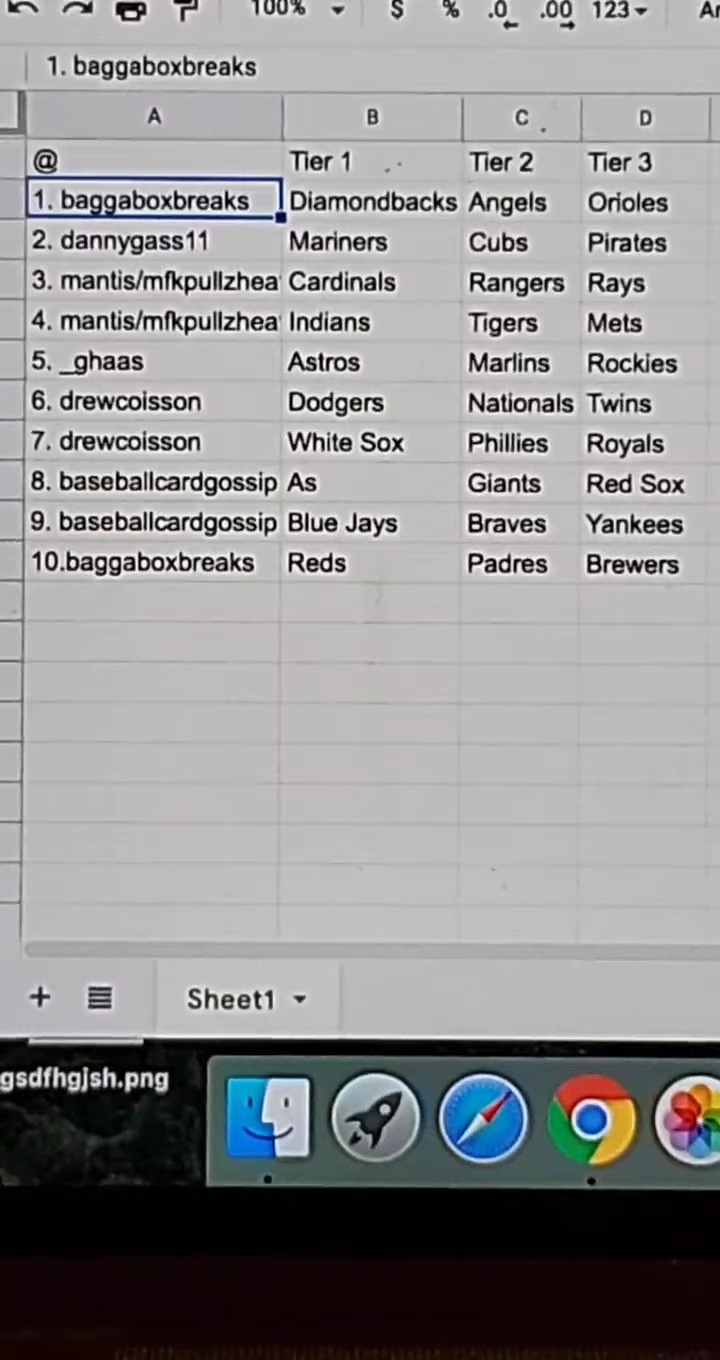 100% $ % .0 .00 123
1. baggaboxbreaks
A B C D
@ Tier 1 Tier 2 Tier 3
1. baggaboxbreaks Diamondbacks Angels Orioles
2. dannygass11 Mariners Cubs Pirates
3. mantis/mfkpullzhea Cardinals Rangers Rays
4. mantis/mfkpullzhea Indians Tigers Mets
5. _ghaas Astros Marlins Rockies
6. drewcoisson Dodgers Nationals Twins
7. drewcoisson White Sox Phillies Royals
8. baseballcardgossip As Giants Red Sox
9. baseballcardgossip Blue Jays Braves Yankees
10.baggaboxbreaks Reds Padres Brewers
+ Sheet1
gsdfhgjsh.png